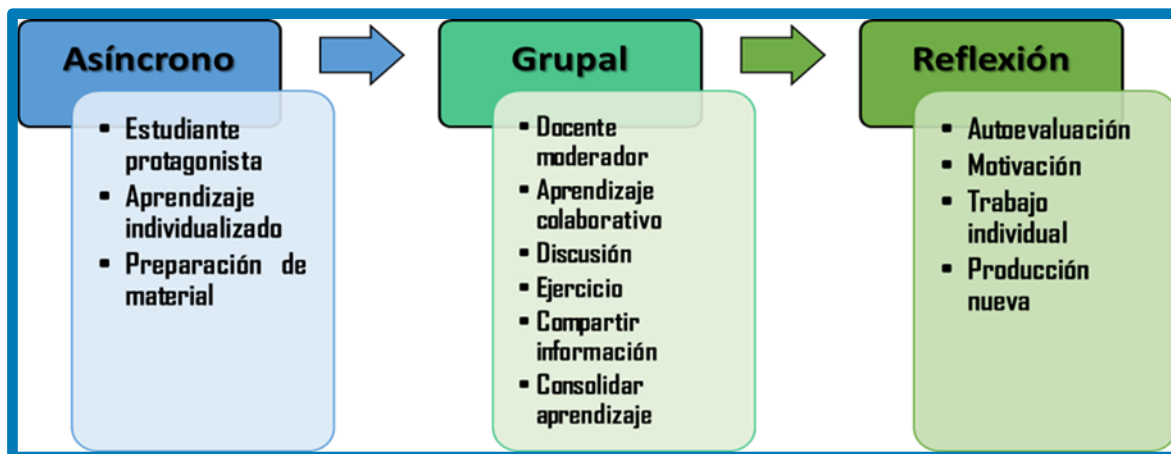 Asíncrono
▪ Estudiante
protagonista
▪ Aprendizaje
individualizado
▪ Preparación de
material
Grupal
▪ Docente
moderador
▪ Aprendizaje
colaborativo
▪ Discusión
▪ Ejercicio
▪ Compartir
información
▪ Consolidar
aprendizaje
Reflexión
▪ Autoevaluación
▪ Motivación
▪ Trabajo
individual
▪ Producción
nueva